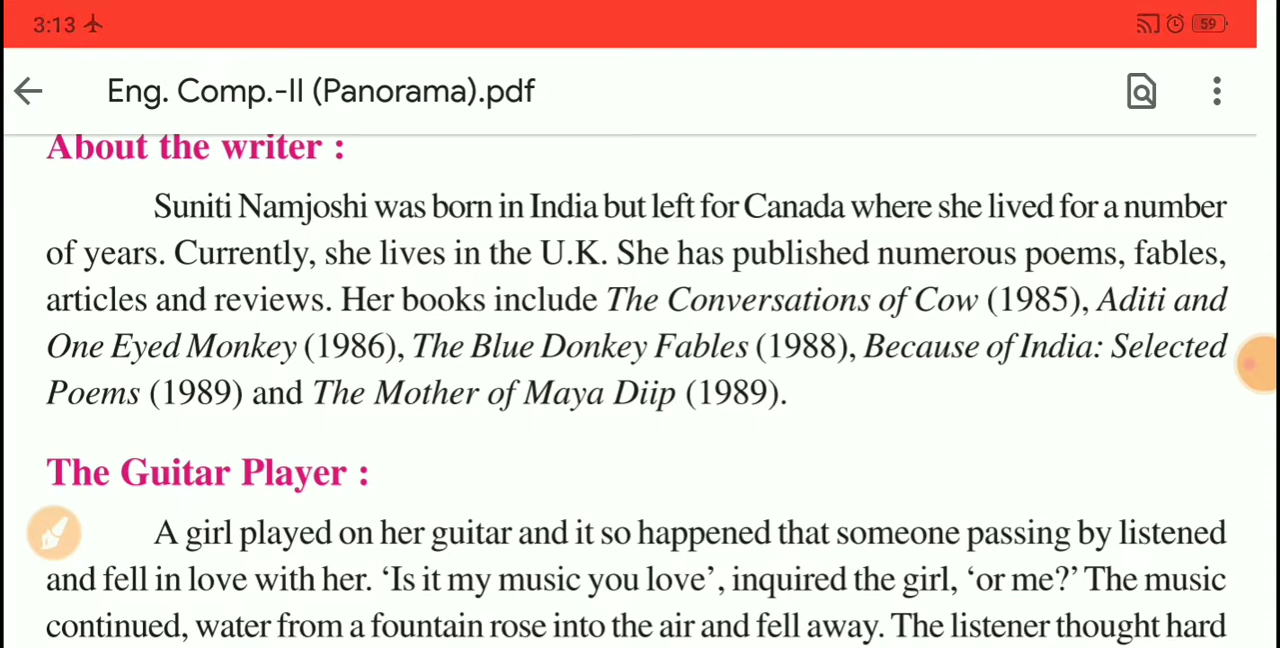 3:13
59
Eng. Comp.-II (Panorama).pdf
About the writer :
Suniti Namjoshi was born in India but left for Canada where she lived for a number
of years. Currently, she lives in the U.K. She has published numerous poems, fables,
articles and reviews. Her books include The Conversations of Cow (1985), Aditi and
One Eyed Monkey (1986), The Blue Donkey Fables (1988), Because of India: Selected
Poems (1989) and The Mother of Maya Diip (1989).
The Guitar Player :
A girl played on her guitar and it so happened that someone passing by listened
and fell in love with her. ‘Is it my music you love’, inquired the girl, ‘or me?’ The music
continued, water from a fountain rose into the air and fell away. The listener thought hard